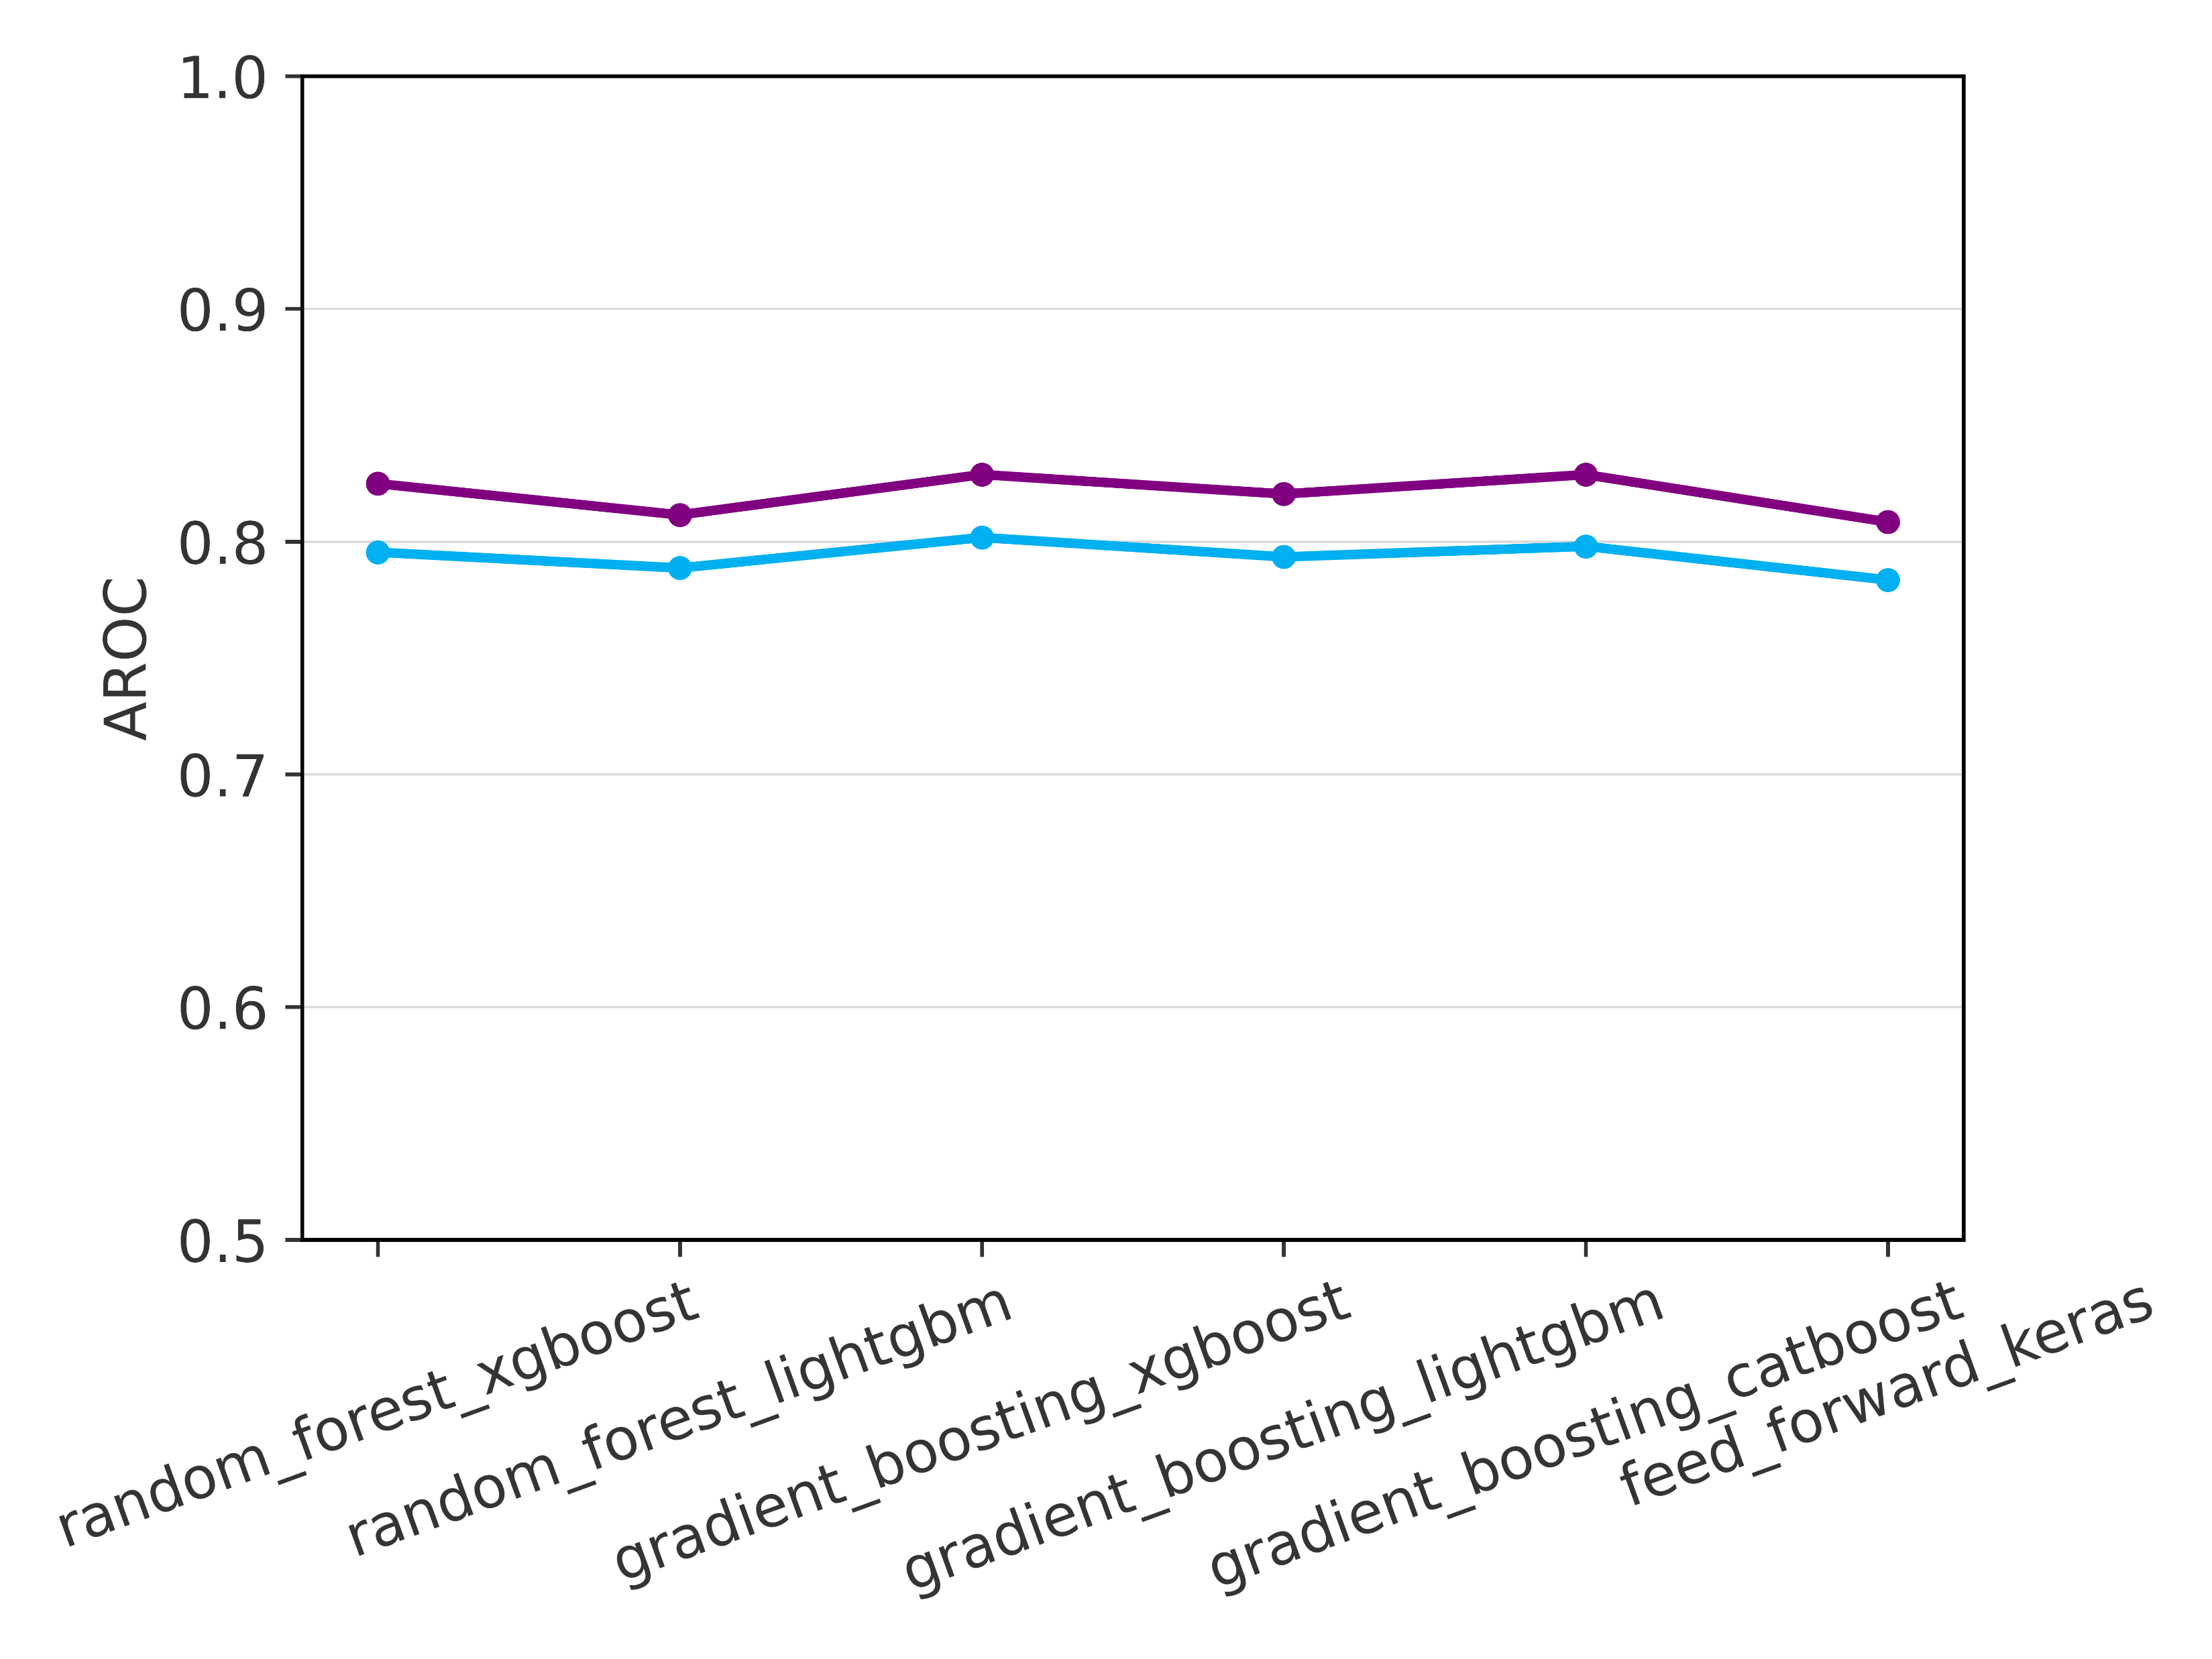 1.0
0.9
0.8
0.7
0.6
0.5
AROC
random_forest_xgboost
random_forest_lightgbm
gradient_boosting_xgboost
gradient_boosting_lightgbm
gradient_boosting_catboost
feed_forward_keras